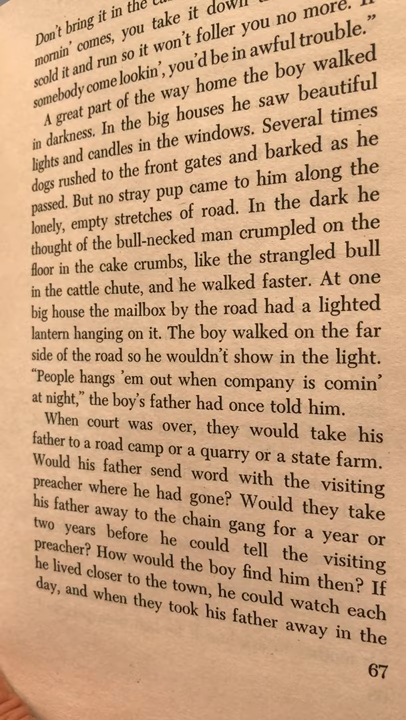 Don't bring it in the
mornin' comes, you take it down
scold it and run so it won't foller you no more. If
somebody come lookin', you'd be in awful trouble."
A great part of the way home the boy walked
in darkness. In the big houses he saw beautiful
lights and candles in the windows. Several times
dogs rushed to the front gates and barked as he
passed. But no stray pup came to him along the
lonely, empty stretches of road. In the dark he
thought of the bull-necked man crumpled on the
floor in the cake crumbs, like the strangled bull
in the cattle chute, and he walked faster. At one
big house the mailbox by the road had a lighted
lantern hanging on it. The boy walked on the far
side of the road so he wouldn't show in the light.
"People hangs 'em out when company is comin'
at night," the boy's father had once told him.
When court was over, they would take his
father to a road camp or a quarry or a state farm.
Would his father send word with the visiting
preacher where he had gone? Would they take
his father away to the chain gang for a year or
two years before he could tell the visiting
preacher? How would the boy find him then? If
he lived closer to the town, he could watch each
day, and when they took his father away in the
67